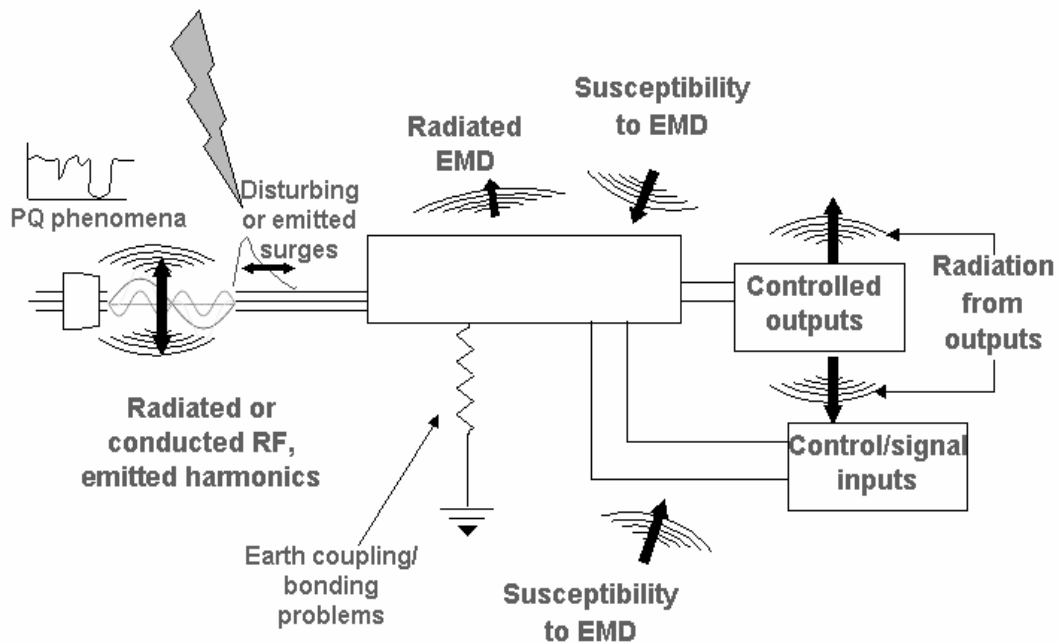 Susceptibility
to EMD
Radiated
EMD
PQ phenomena
Disturbing
or emitted
surges
Controlled
outputs
Radiation
from
outputs
Radiated or
conducted RF,
emitted harmonics
Control/signal
inputs
Earth coupling/
bonding
problems
Susceptibility
to EMD